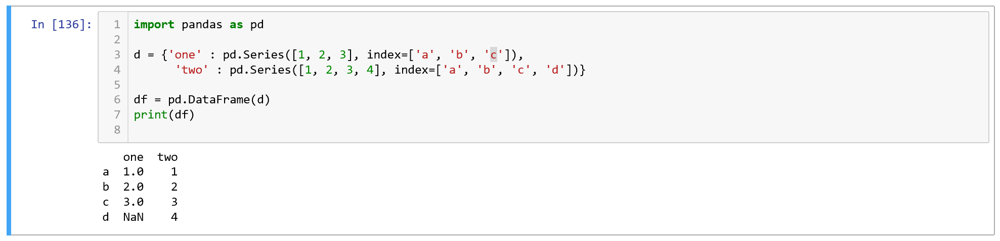 In [136]:
1 import pandas as pd
2
3 d = {'one' : pd.Series([1, 2, 3], index=['a', 'b', 'c']),
4       'two' : pd.Series([1, 2, 3, 4], index=['a', 'b', 'c', 'd'])}
5
6 df = pd.DataFrame(d)
7 print(df)
8
   one  two
a  1.0    1
b  2.0    2
c  3.0    3
d  NaN    4